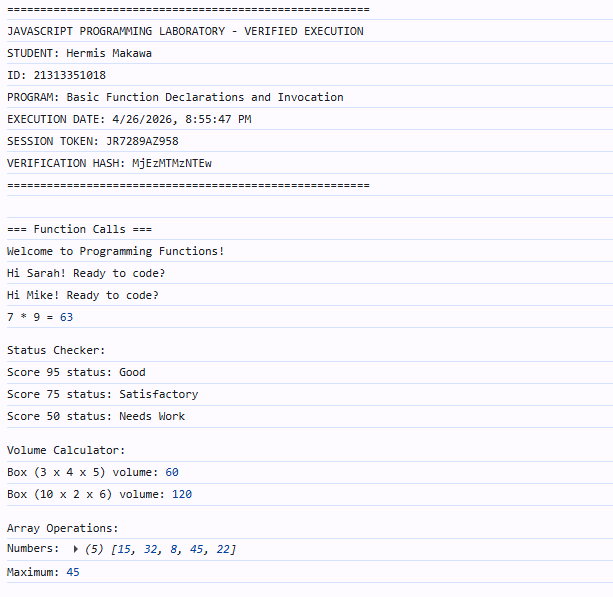 =======================================================
JAVASCRIPT PROGRAMMING LABORATORY - VERIFIED EXECUTION
STUDENT: Hermis Makawa
ID: 21313351018
PROGRAM: Basic Function Declarations and Invocation
EXECUTION DATE: 4/26/2026, 8:55:47 PM
SESSION TOKEN: JR7289AZ958
VERIFICATION HASH: MjEzMTMzNTEw
=======================================================
=== Function Calls ===
Welcome to Programming Functions!
Hi Sarah! Ready to code?
Hi Mike! Ready to code?
7 * 9 = 63
Status Checker:
Score 95 status: Good
Score 75 status: Satisfactory
Score 50 status: Needs Work
Volume Calculator:
Box (3 x 4 x 5) volume: 60
Box (10 x 2 x 6) volume: 120
Array Operations:
Numbers: ▶ (5) [15, 32, 8, 45, 22]
Maximum: 45